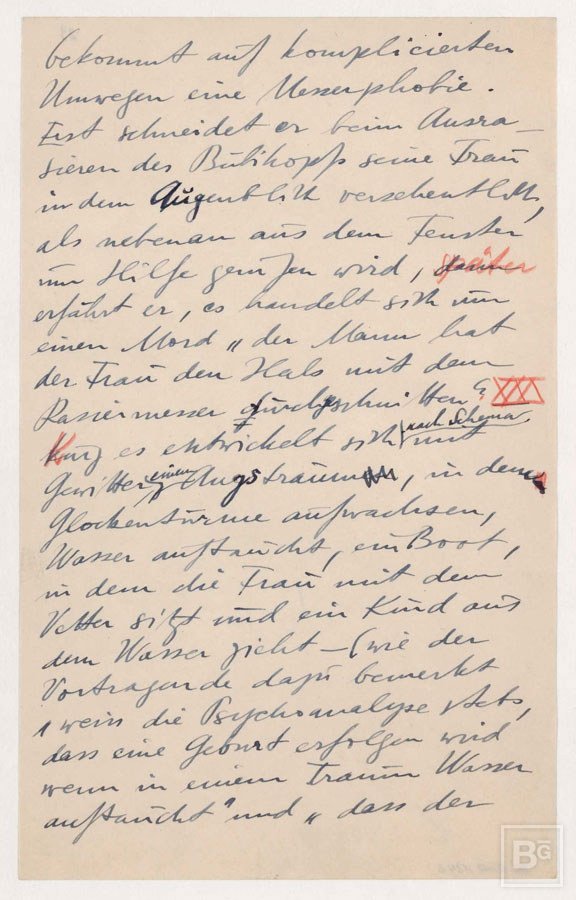 bekommt auf komplicierten
Umwegen eine Messerphobie.
Erst schneidet er beim Ausra-
sieren des Bubikopfs seine Frau
in dem Augenblick versehentlich,
als nebenan aus dem Fenster
um Hilfe gerufen wird, später
erfährt er, es handelt sich um
einen Mord „der Mann hat
der Frau den Hals mit dem
Rasiermesser durchschnitten"
Kurz es entwickelt sich nach Schema mit
Gewitter einen Angsttraum, in dem
Glockentürme aufwachsen,
Wasser auftaucht, ein Boot,
in dem die Frau mit dem
Vetter sitzt und ein Kind aus
dem Wasser zieht – (wie der
Vortragende dazu bemerkt
weiss die Psychoanalyse stets,
dass eine Geburt erfolgen wird
wenn in einem Traum Wasser
auftaucht" und „dass der
BG